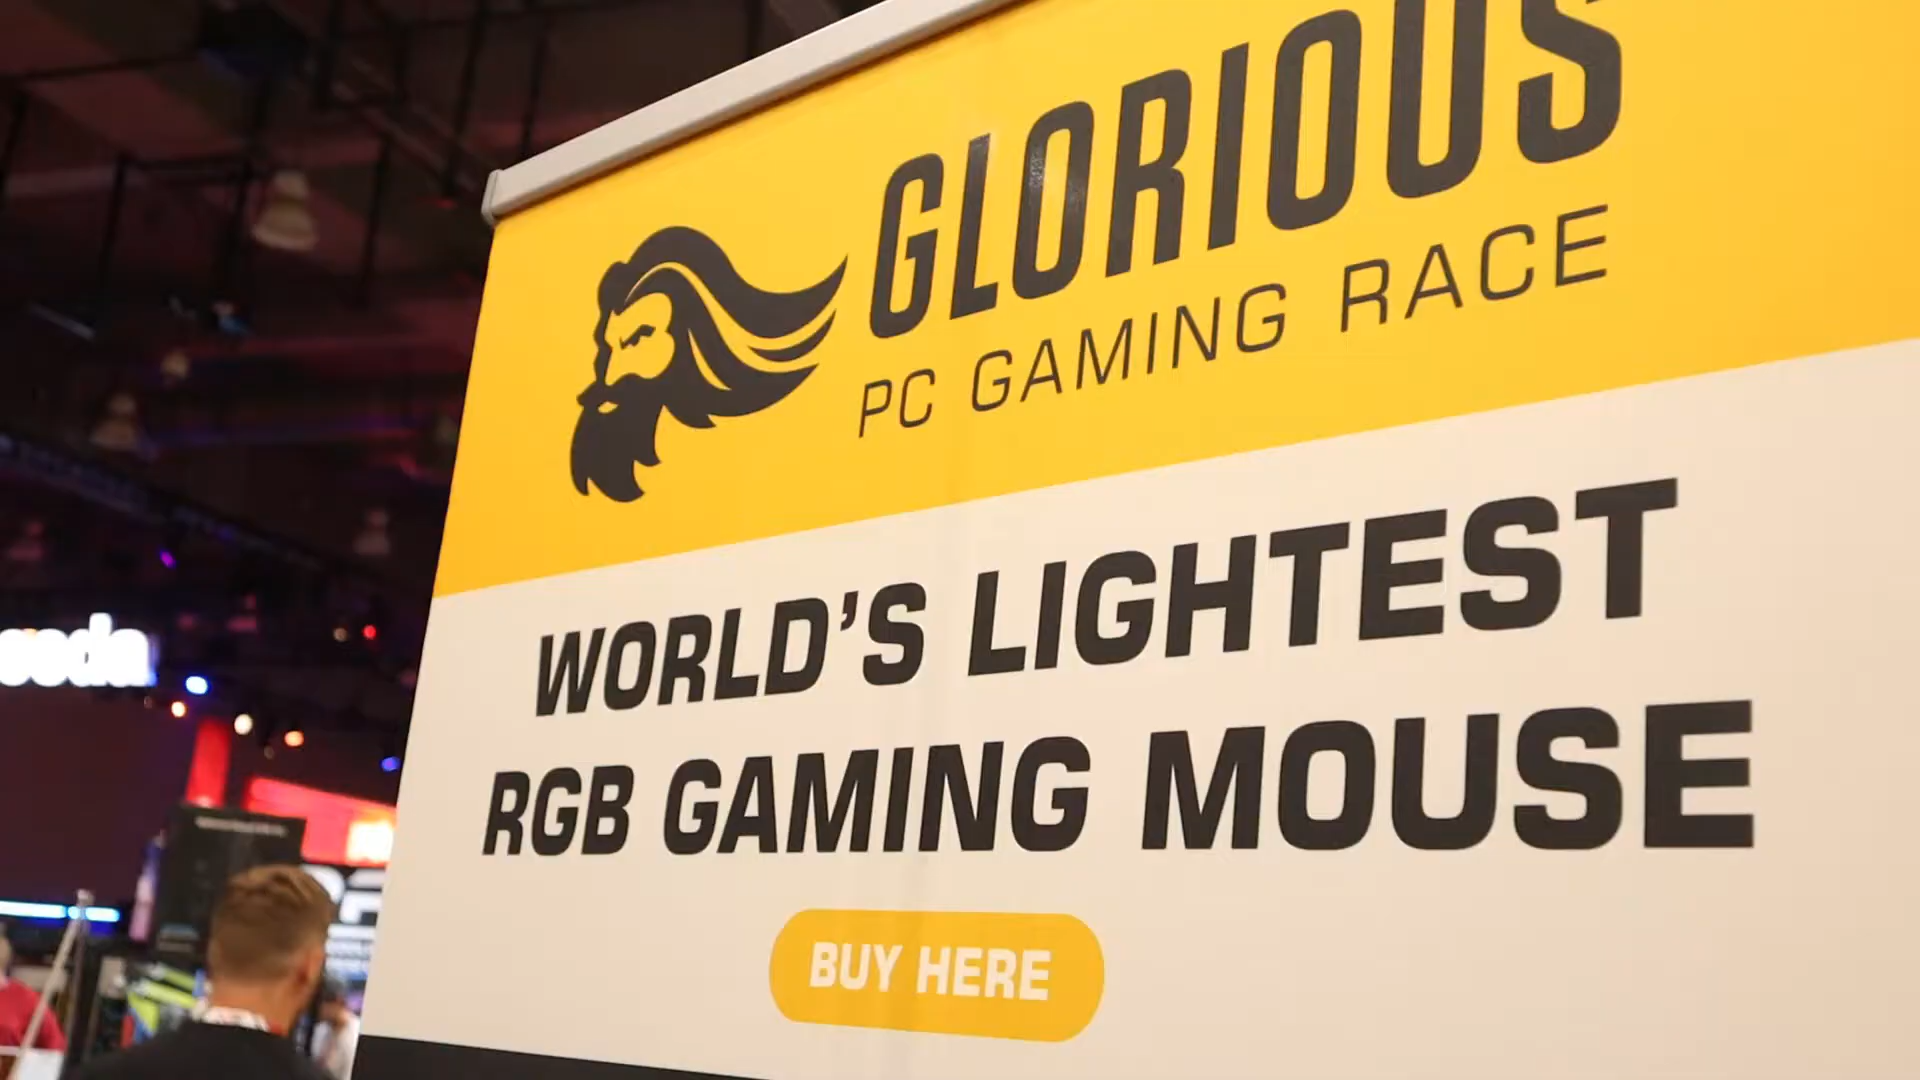 GLORIOUS
PC GAMING RACE
WORLD'S LIGHTEST
RGB GAMING MOUSE
BUY HERE